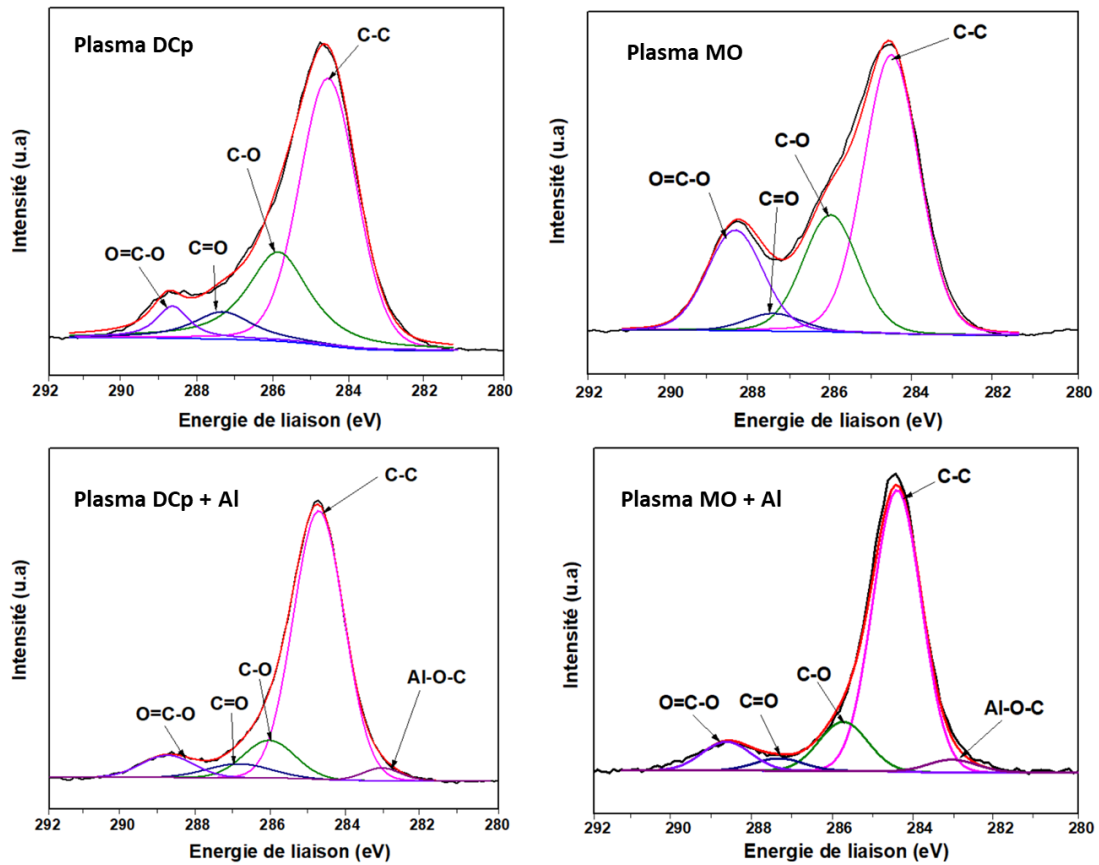 Plasma DCp
C-C
C-O
C=O
O=C-O
Intensité (u.a)
292 290 288 286 284 282 280
Energie de liaison (eV)
Plasma MO
C-C
C-O
O=C-O
C=O
Intensité (u.a)
292 290 288 286 284 282 280
Energie de liaison (eV)
Plasma DCp + Al
C-C
C-O
Al-O-C
C=O
O=C-O
Intensité (u.a)
292 290 288 286 284 282 280
Energie de liaison (eV)
Plasma MO + Al
C-C
C-O
O=C-O
C=O
Al-O-C
Intensité (u.a)
292 290 288 286 284 282 280
Energie de liaison (eV)